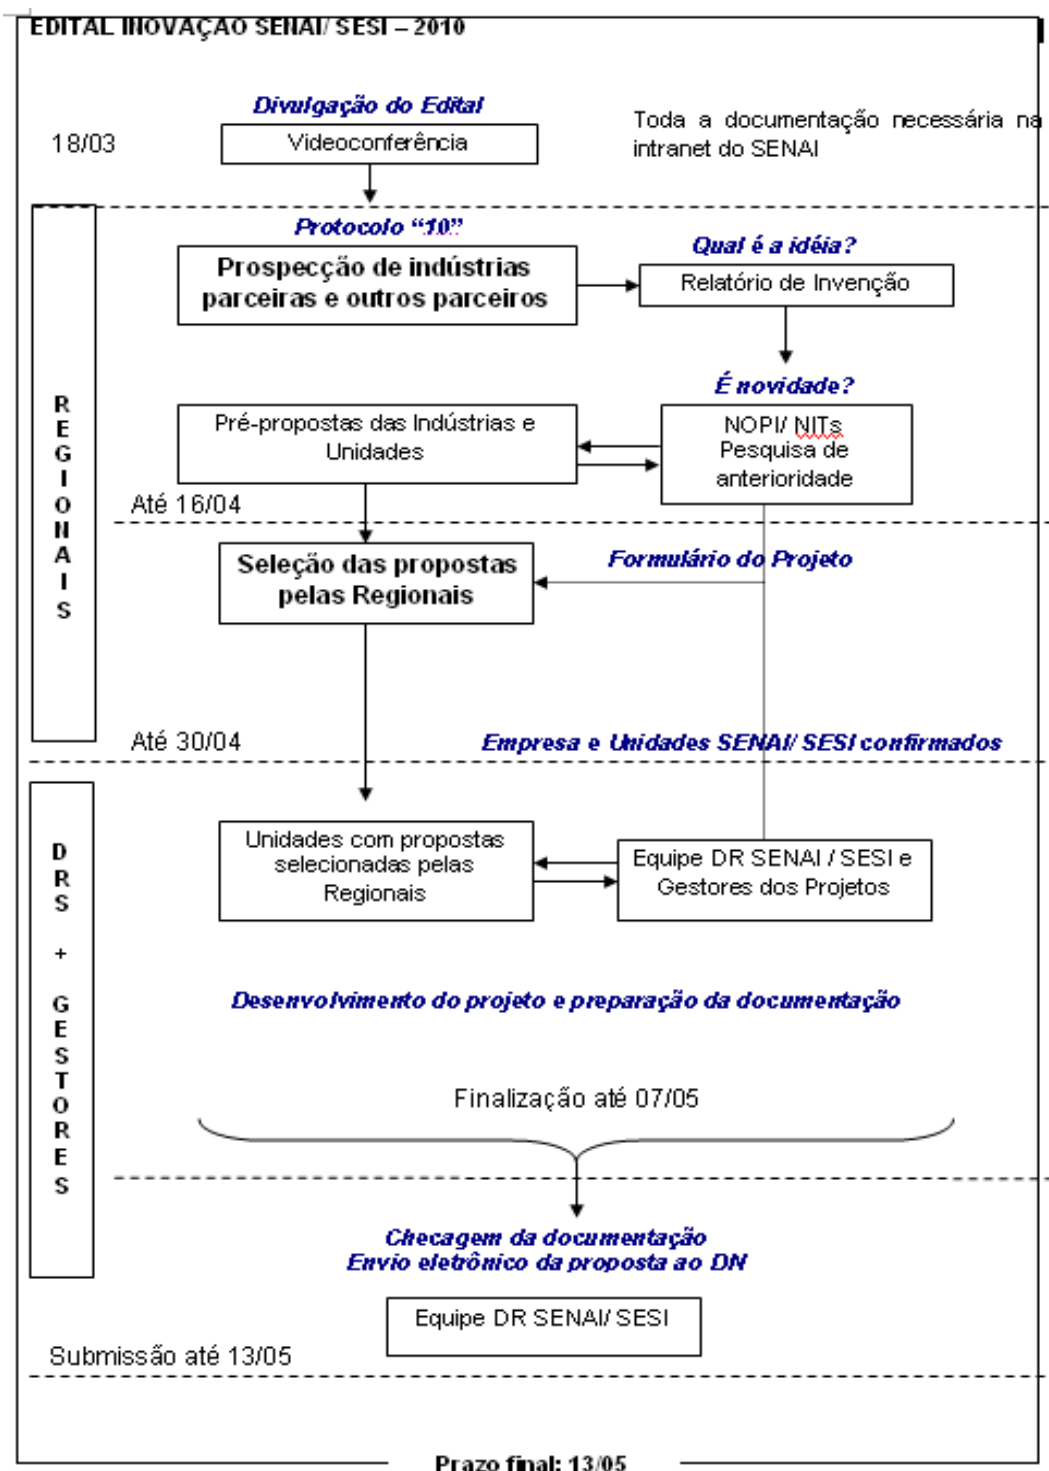 EDITAL INOVAÇÃO SENAI/ SESI – 2010
Divulgação do Edital
18/03
Videoconferência
Toda a documentação necessária na
intranet do SENAI
REGIONAIS
Protocolo “10”
Prospecção de indústrias
parceiras e outros parceiros
Qual é a idéia?
Relatório de Invenção
É novidade?
Pré-propostas das Indústrias e
Unidades
NOPI/ NITs
Pesquisa de
anterioridade
Até 16/04
Seleção das propostas
pelas Regionais
Formulário do Projeto
Até 30/04
Empresa e Unidades SENAI/ SESI confirmados
DRS + GESTORES
Unidades com propostas
selecionadas pelas
Regionais
Equipe DR SENAI / SESI e
Gestores dos Projetos
Desenvolvimento do projeto e preparação da documentação
Finalização até 07/05
Checagem da documentação
Envio eletrônico da proposta ao DN
Equipe DR SENAI/ SESI
Submissão até 13/05
Prazo final: 13/05